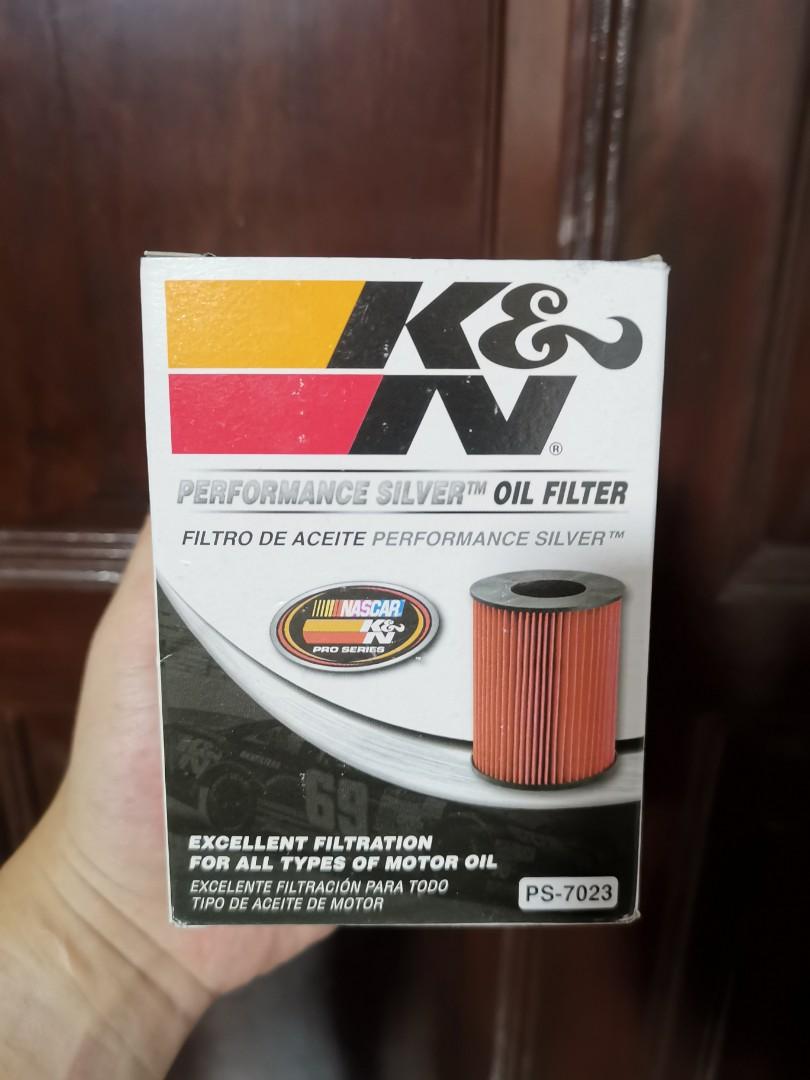 K&
N®
PERFORMANCE SILVER™ OIL FILTER
FILTRO DE ACEITE PERFORMANCE SILVER™
NASCAR
K&
N
PRO SERIES
K&
N
69
EXCELLENT FILTRATION
FOR ALL TYPES OF MOTOR OIL
EXCELENTE FILTRACIÓN PARA TODO
TIPO DE ACEITE DE MOTOR
PS-7023